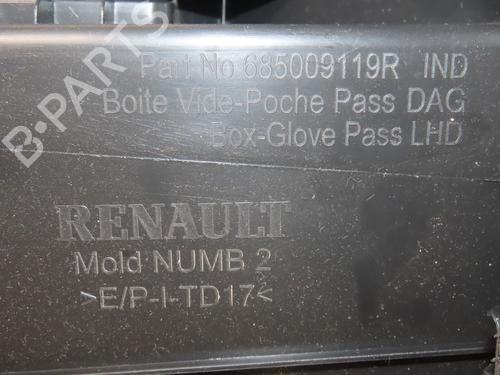 B-PARTS
Part No 685009119R IND
Boite Vide-Poche Pass DAG
Box-Glove Pass LHD
RENAULT
Mold NUMB 2
>E/P-I-TD17<